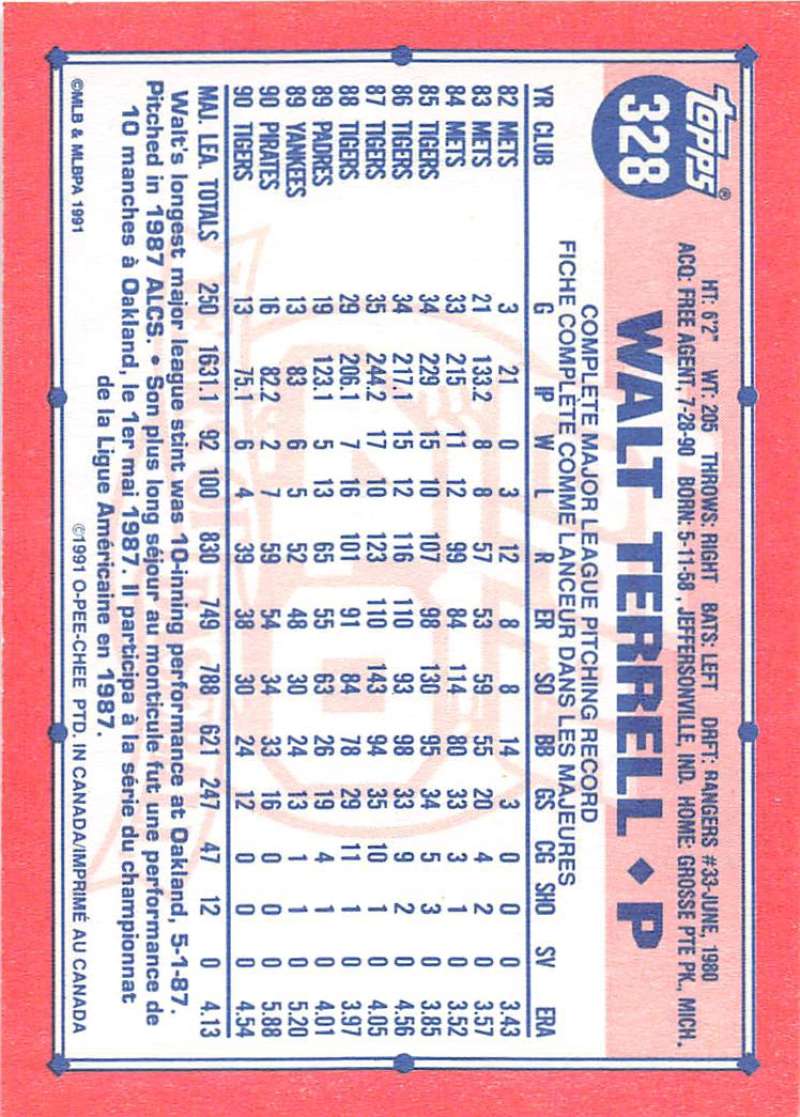 topps®
328
HT: 6'2" WT: 205 THROWS: RIGHT BATS: LEFT DRFT: RANGERS #33-JUNE, 1980
ACQ: FREE AGENT, 7-28-90 BORN: 5-11-58, JEFFERSONVILLE, IND. HOME: GROSSE PTE PK., MICH.
WALT TERRELL ◆ P
COMPLETE MAJOR LEAGUE PITCHING RECORD
FICHE COMPLÈTE COMME LANCEUR DANS LES MAJEURES
YR CLUB G IP W L R ER SO BB GS CG SHO SV ERA
82 METS 3 21 0 3 12 8 8 14 3 0 0 0 3.43
83 METS 21 133.2 8 8 57 53 59 55 20 4 2 0 3.57
84 METS 33 215 11 12 99 84 114 80 33 3 1 0 3.52
85 TIGERS 34 229 15 10 107 98 130 95 34 5 3 0 3.85
86 TIGERS 34 217.1 15 12 116 110 93 98 33 9 2 0 4.56
87 TIGERS 35 244.2 17 10 123 110 143 94 35 10 1 0 4.05
88 TIGERS 29 206.1 7 16 101 91 84 78 29 11 1 0 3.97
89 PADRES 19 123.1 5 13 65 55 63 26 19 4 1 0 4.01
89 YANKEES 13 83 6 5 52 48 30 24 13 1 1 0 5.20
90 PIRATES 16 82.2 2 7 59 54 34 33 16 0 0 0 5.88
90 TIGERS 13 75.1 6 4 39 38 30 24 12 0 0 0 4.54
MAJ. LEA. TOTALS 250 1631.1 92 100 830 749 788 621 247 47 12 0 4.13
Walt's longest major league stint was 10-inning performance at Oakland, 5-1-87.
Pitched in 1987 ALCS. • Son plus long séjour au monticule fut une performance de
10 manches à Oakland, le 1er mai 1987. Il participa à la série du championnat
de la Ligue Américaine en 1987.
©MLB & MLBPA 1991 ©1991 O-PEE-CHEE PTD. IN CANADA/IMPRIMÉ AU CANADA